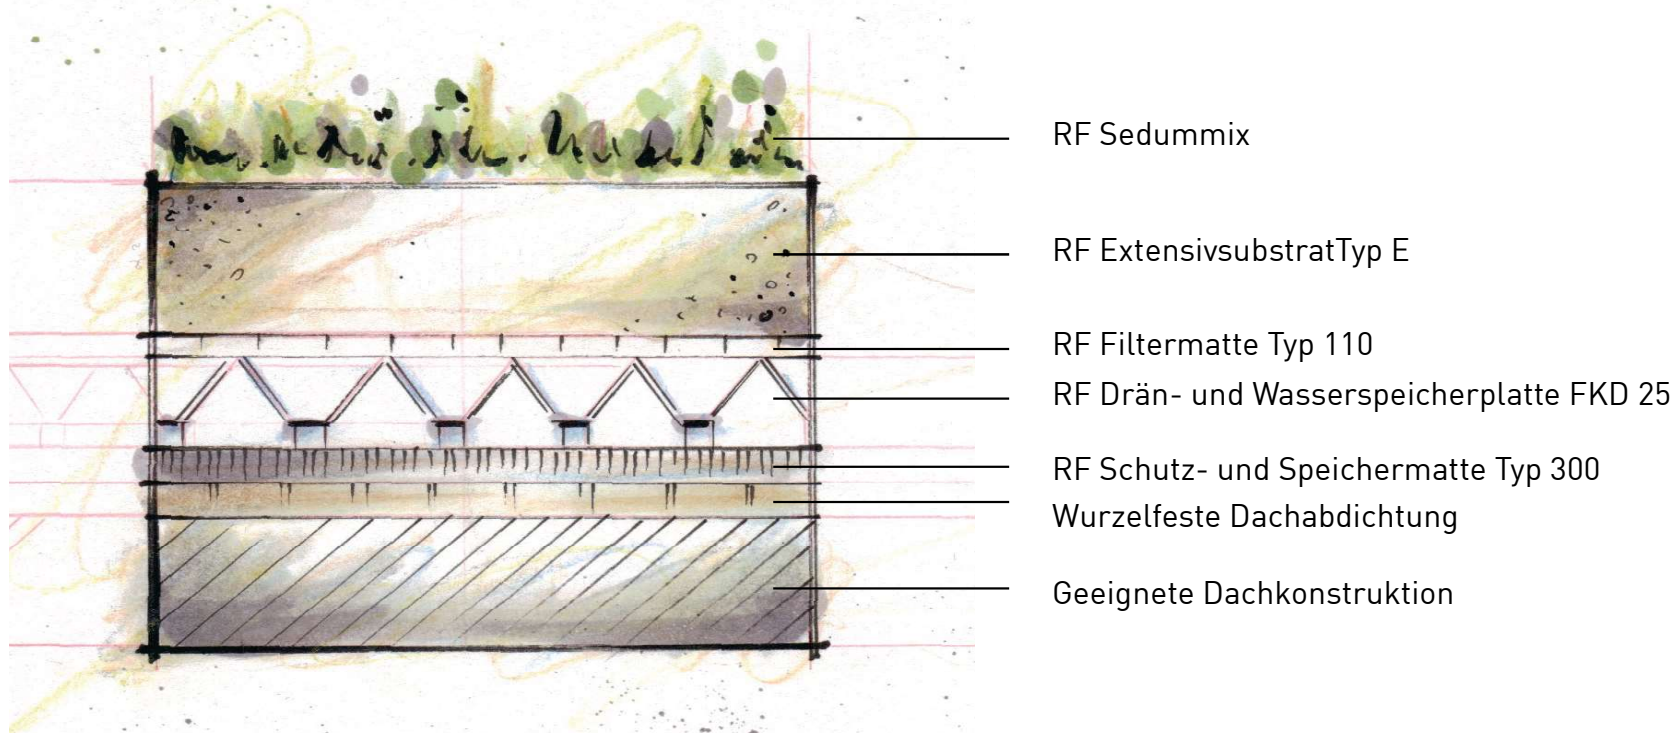 RF Sedummix
RF ExtensivsubstratTyp E
RF Filtermatte Typ 110
RF Drän- und Wasserspeicherplatte FKD 25
RF Schutz- und Speichermatte Typ 300
Wurzelfeste Dachabdichtung
Geeignete Dachkonstruktion